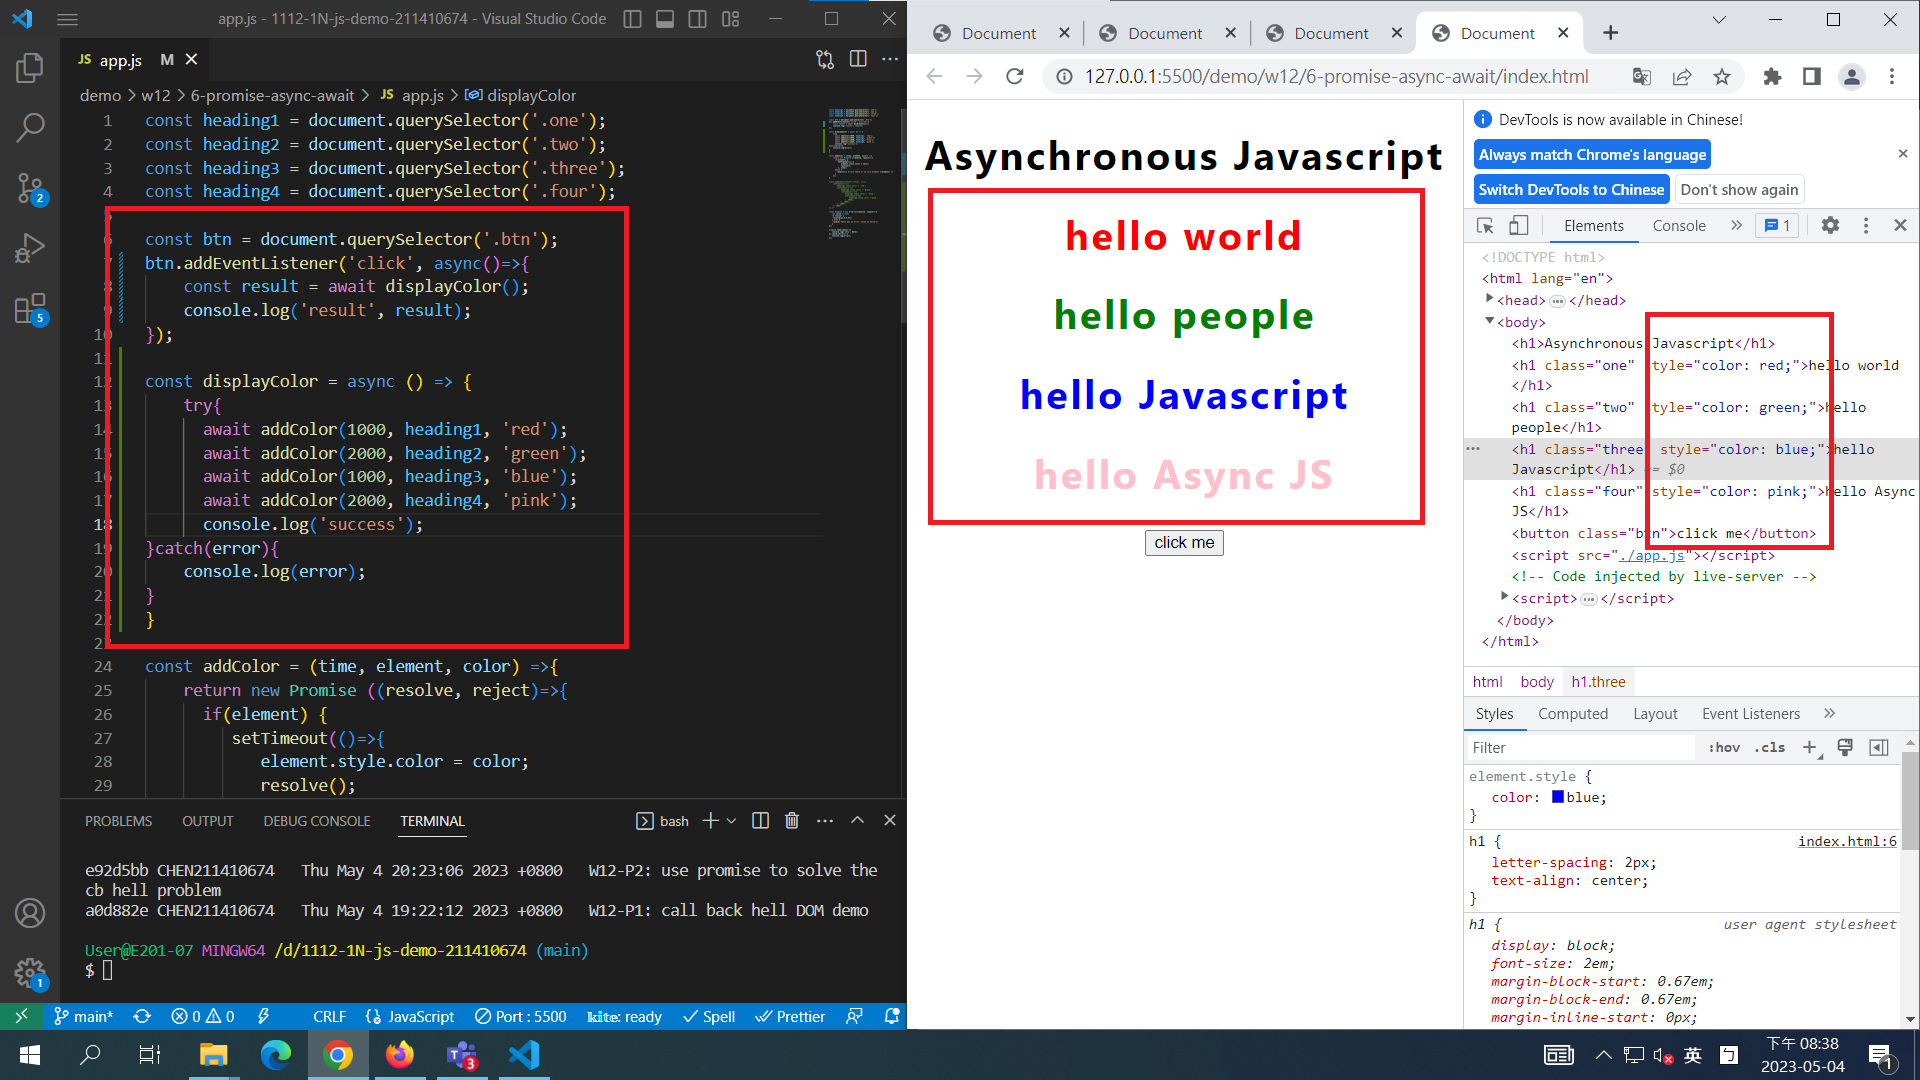 app.js - 1112-1N-js-demo-211410674 - Visual Studio Code
JS app.js M
demo > w12 > 6-promise-async-await > JS app.js > displayColor
1 const heading1 = document.querySelector('.one');
2 const heading2 = document.querySelector('.two');
3 const heading3 = document.querySelector('.three');
4 const heading4 = document.querySelector('.four');
5
6 const btn = document.querySelector('.btn');
7 btn.addEventListener('click', async()=>{
8 const result = await displayColor();
9 console.log('result', result);
10 });
11
12 const displayColor = async () => {
13 try{
14 await addColor(1000, heading1, 'red');
15 await addColor(2000, heading2, 'green');
16 await addColor(1000, heading3, 'blue');
17 await addColor(2000, heading4, 'pink');
18 console.log('success');
19 }catch(error){
20 console.log(error);
21 }
22 }
23
24 const addColor = (time, element, color) =>{
25 return new Promise ((resolve, reject)=>{
26 if(element) {
27 setTimeout(()=>{
28 element.style.color = color;
29 resolve();
2
5
1
PROBLEMS OUTPUT DEBUG CONSOLE TERMINAL bash
e92d5bb CHEN211410674 Thu May 4 20:23:06 2023 +0800 W12-P2: use promise to solve the
cb hell problem
a0d882e CHEN211410674 Thu May 4 19:22:12 2023 +0800 W12-P1: call back hell DOM demo
User@E201-07 MINGW64 /d/1112-1N-js-demo-211410674 (main)
$
main* 0 0 CRLF JavaScript Port : 5500 kite: ready Spell Prettier
Document Document Document Document
127.0.0.1:5500/demo/w12/6-promise-async-await/index.html
Asynchronous Javascript
hello world
hello people
hello Javascript
hello Async JS
click me
DevTools is now available in Chinese!
Always match Chrome's language
Switch DevTools to Chinese Don't show again
Elements Console » 1
<!DOCTYPE html>
<html lang="en">
<head> … </head>
<body>
<h1>Asynchronous Javascript</h1>
<h1 class="one" style="color: red;">hello world
</h1>
<h1 class="two" style="color: green;">hello
people</h1>
<h1 class="three" style="color: blue;">hello
Javascript</h1> == $0
<h1 class="four" style="color: pink;">hello Async
JS</h1>
<button class="btn">click me</button>
<script src="./app.js"></script>
<!-- Code injected by live-server -->
<script> … </script>
</body>
</html>
html body h1.three
Styles Computed Layout Event Listeners »
Filter :hov .cls +
element.style {
color: blue;
}
h1 { index.html:6
letter-spacing: 2px;
text-align: center;
}
h1 { user agent stylesheet
display: block;
font-size: 2em;
margin-block-start: 0.67em;
margin-block-end: 0.67em;
margin-inline-start: 0px;
3
英
下午 08:38
2023-05-04
1